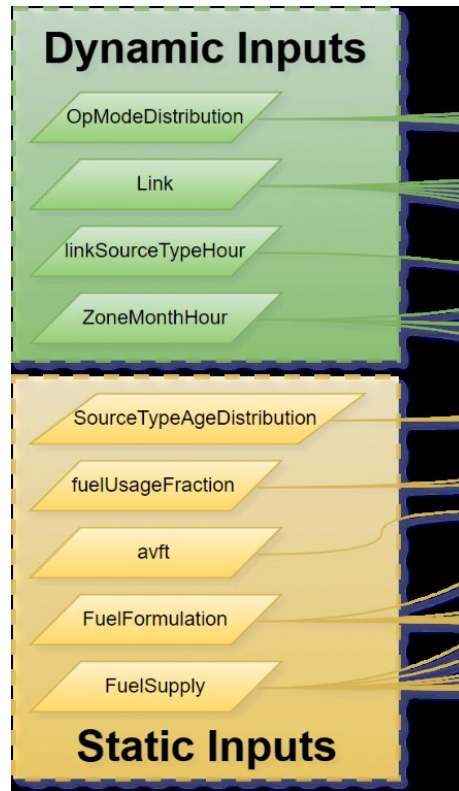 Dynamic Inputs
OpModeDistribution
Link
linkSourceTypeHour
ZoneMonthHour
SourceTypeAgeDistribution
fuelUsageFraction
avft
FuelFormulation
FuelSupply
Static Inputs